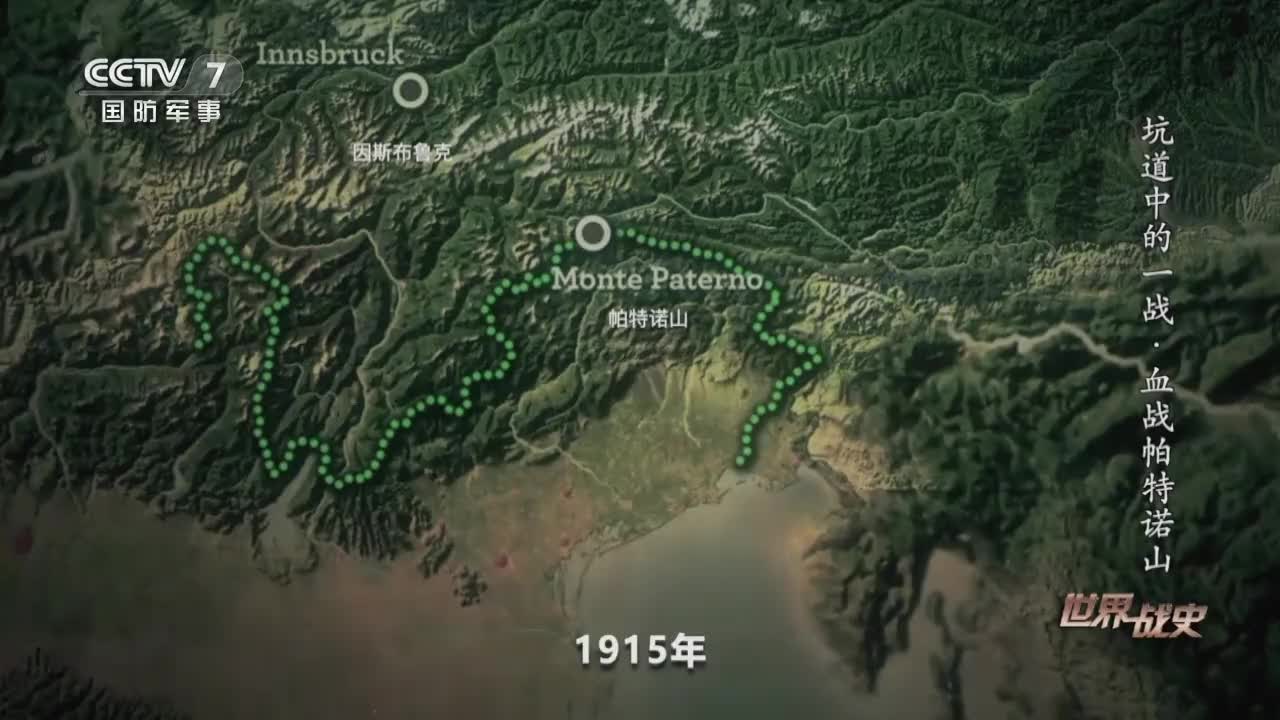 Innsbruck
CCTV 7
国防军事
因斯布鲁克
Monte Paterno
帕特诺山
坑道中的一战·血战帕特诺山
世界战史
1915年